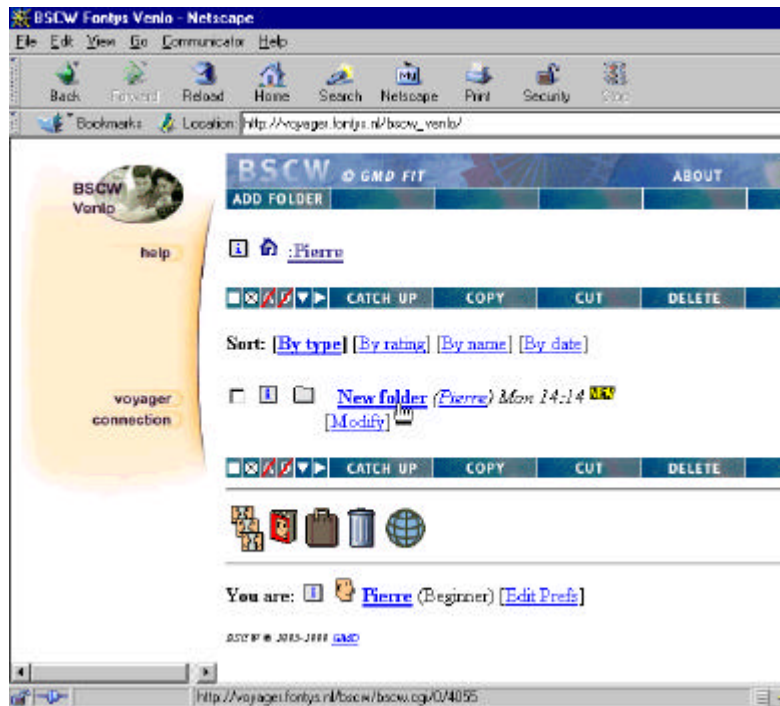 BSCW Fontys Venlo - Netscape
File Edit View Go Communicator Help
Back Forward Reload Home Search Netscape Print Security Stop
Bookmarks Location: http://voyager.fontys.nl/bscw_venlo/
BSCW
Venlo
help
voyager
connection
BSCW © GMD FIT ABOUT
ADD FOLDER
:Pierre
CATCH UP COPY CUT DELETE
Sort: [By type] [By rating] [By name] [By date]
New folder (Pierre) Mon 14:14 NEW
[Modify]
CATCH UP COPY CUT DELETE
You are: Pierre (Beginner) [Edit Prefs]
BSCW © GMD
http://voyager.fontys.nl/bscw/bscw.cgi/0/4055